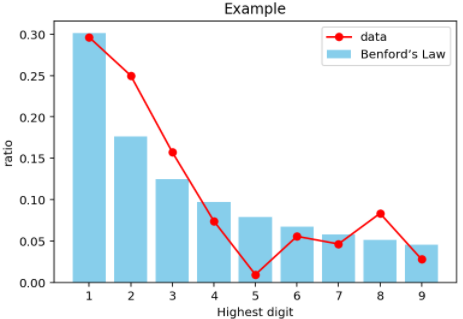 Example
data
Benford's Law
0.30
0.25
0.20
0.15
0.10
0.05
0.00
ratio
1 2 3 4 5 6 7 8 9
Highest digit